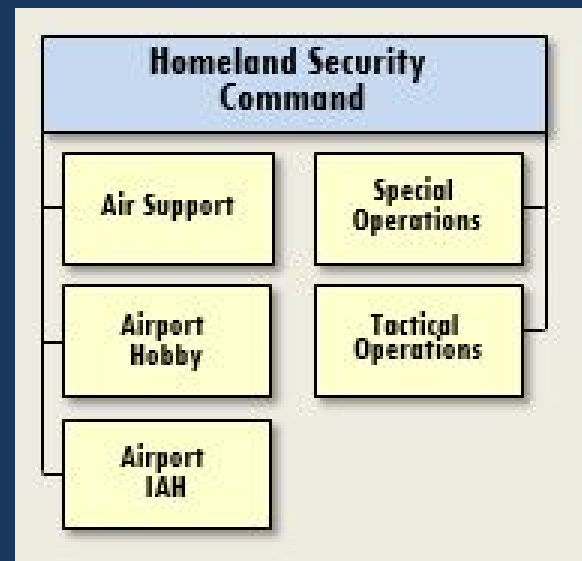 Homeland Security
Command
Air Support
Special
Operations
Airport
Hobby
Tactical
Operations
Airport
IAH